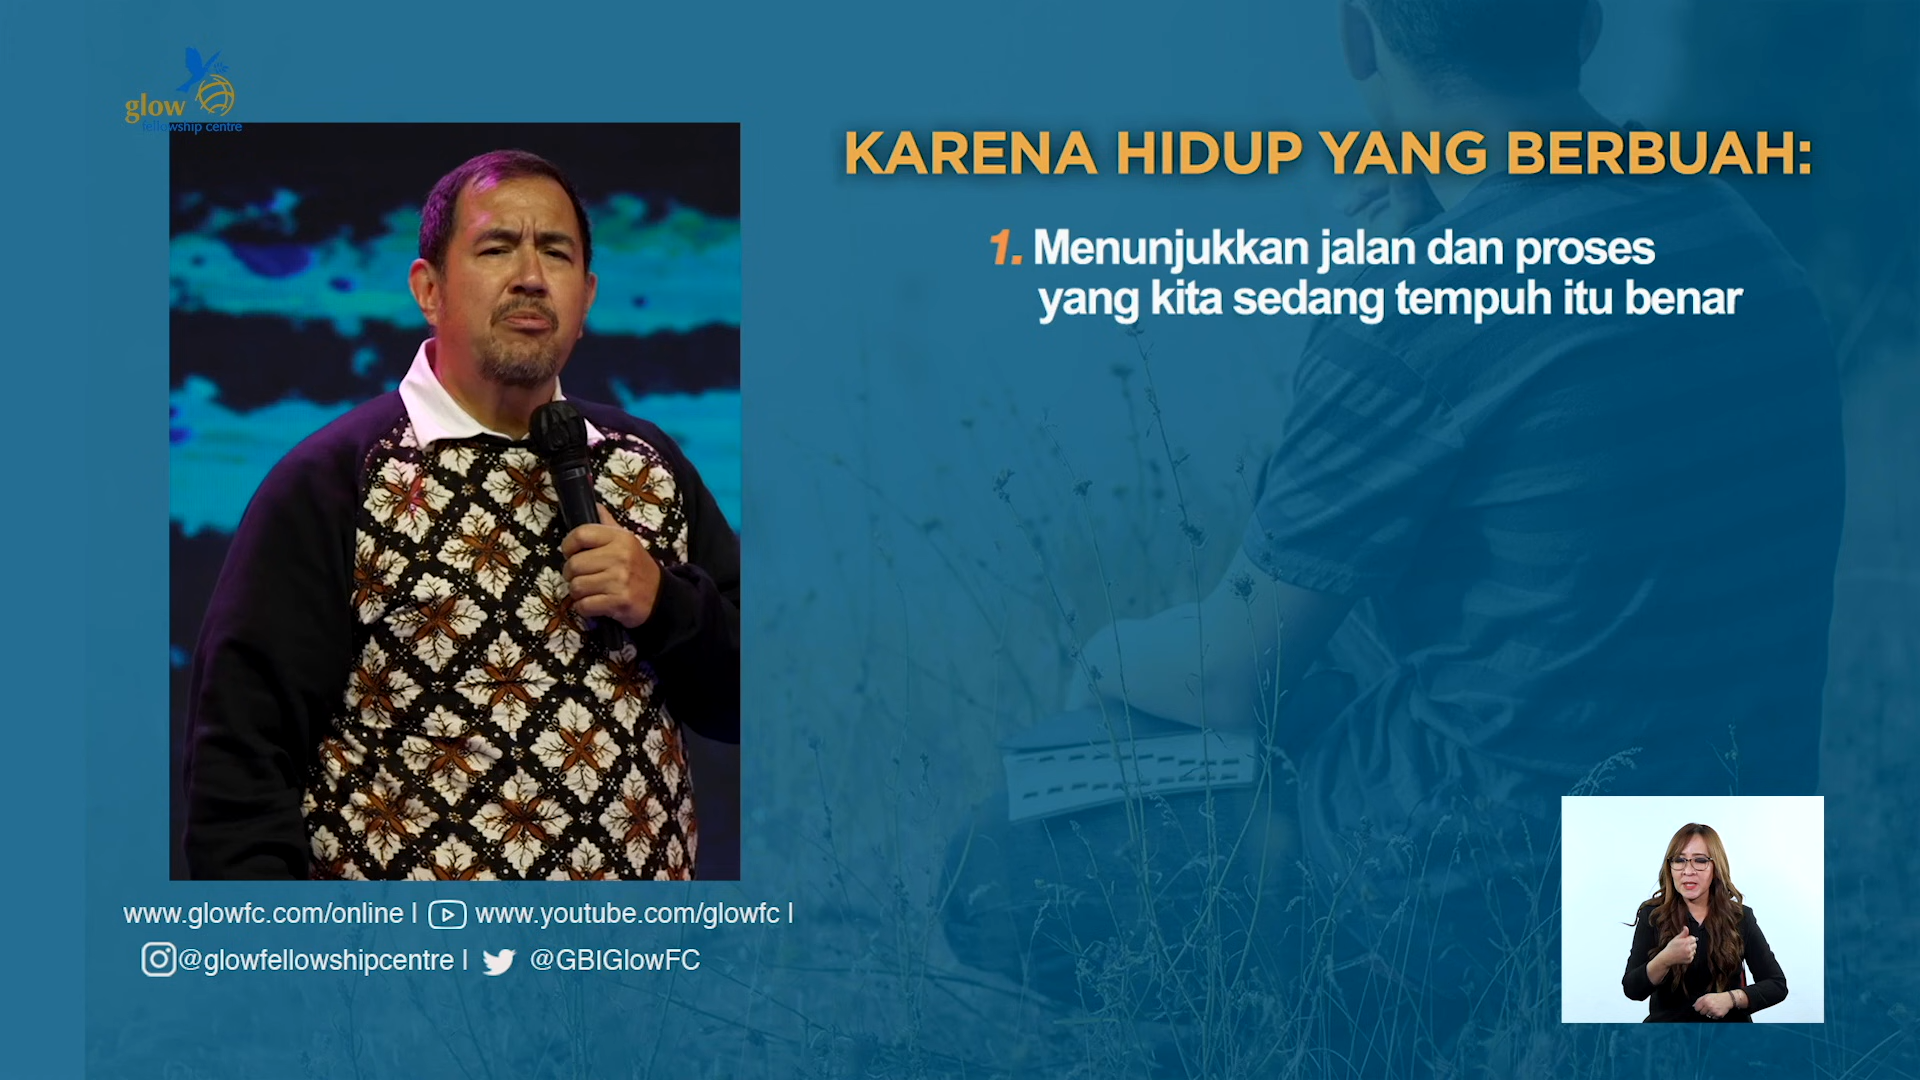 glow
fellowship centre
KARENA HIDUP YANG BERBUAH:
1. Menunjukkan jalan dan proses
yang kita sedang tempuh itu benar
www.glowfc.com/online | www.youtube.com/glowfc |
@glowfellowshipcentre | @GBIGlowFC